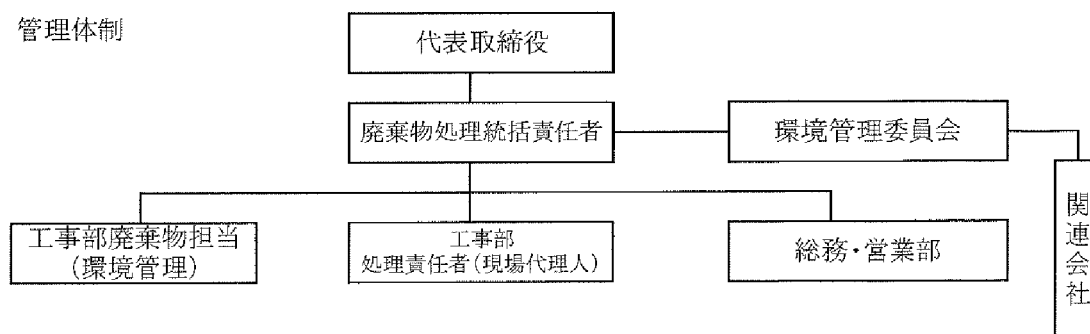 管理体制
代表取締役
廃棄物処理統括責任者
環境管理委員会
工事部廃棄物担当
(環境管理)
工事部
処理責任者(現場代理人)
総務・営業部
関連会社